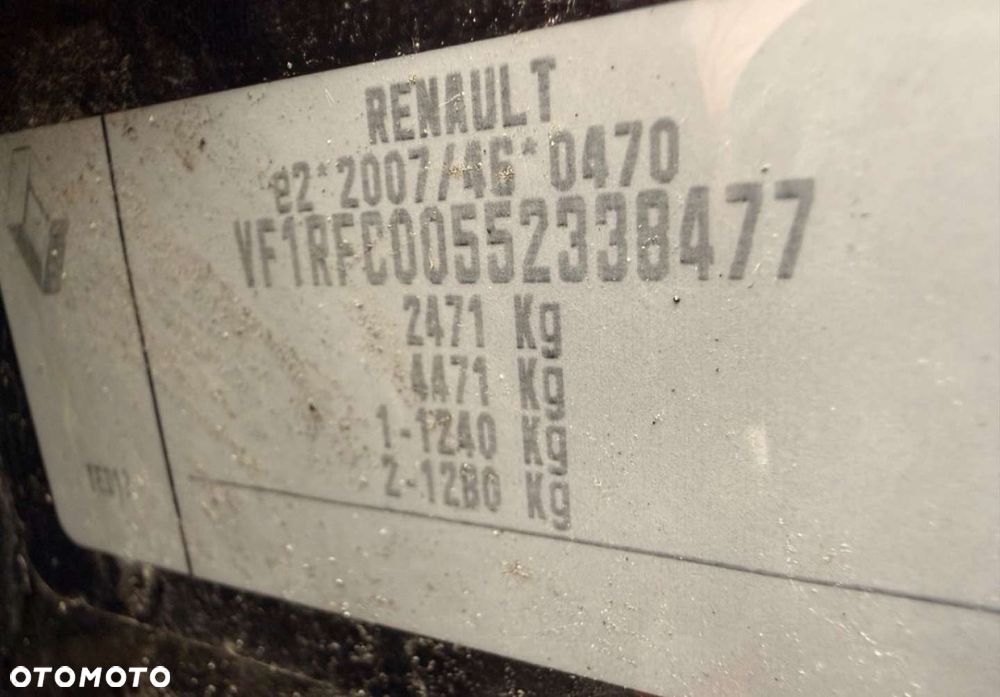 RENAULT
e2*2007/46*0470
VF1RFC00552338477
2471 Kg
4471 Kg
1-1240 Kg
2-1280 Kg
OTOMOTO